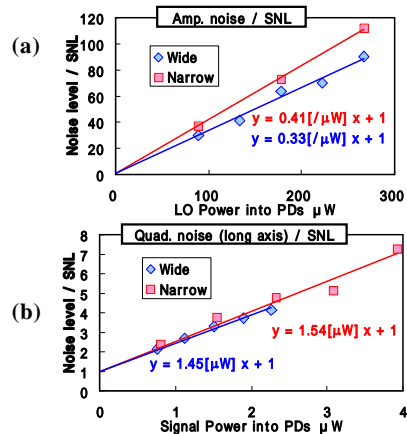 (a)
Amp. noise / SNL
Noise level / SNL
120
100
80
60
40
20
0
Wide
Narrow
y = 0.41[/μW] x + 1
y = 0.33[/μW] x + 1
100
200
300
LO Power into PDs μW
(b)
Quad. noise (long axis) / SNL
Noise level / SNL
8
7
6
5
4
3
2
1
0
Wide
Narrow
y = 1.54[μW] x + 1
y = 1.45[μW] x + 1
0
1
2
3
4
Signal Power into PDs μW